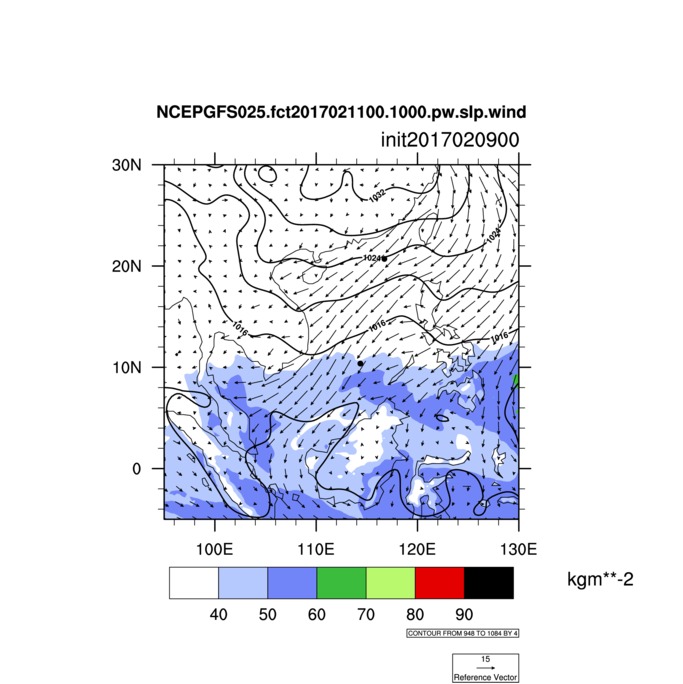 NCEPGFS025.fct2017021100.1000.pw.slp.wind
init2017020900
30N
1032
1024
1024
20N
1016
1016
1016
10N
0
100E 110E 120E 130E
kgm**-2
40 50 60 70 80 90
CONTOUR FROM 948 TO 1084 BY 4
15
Reference Vector